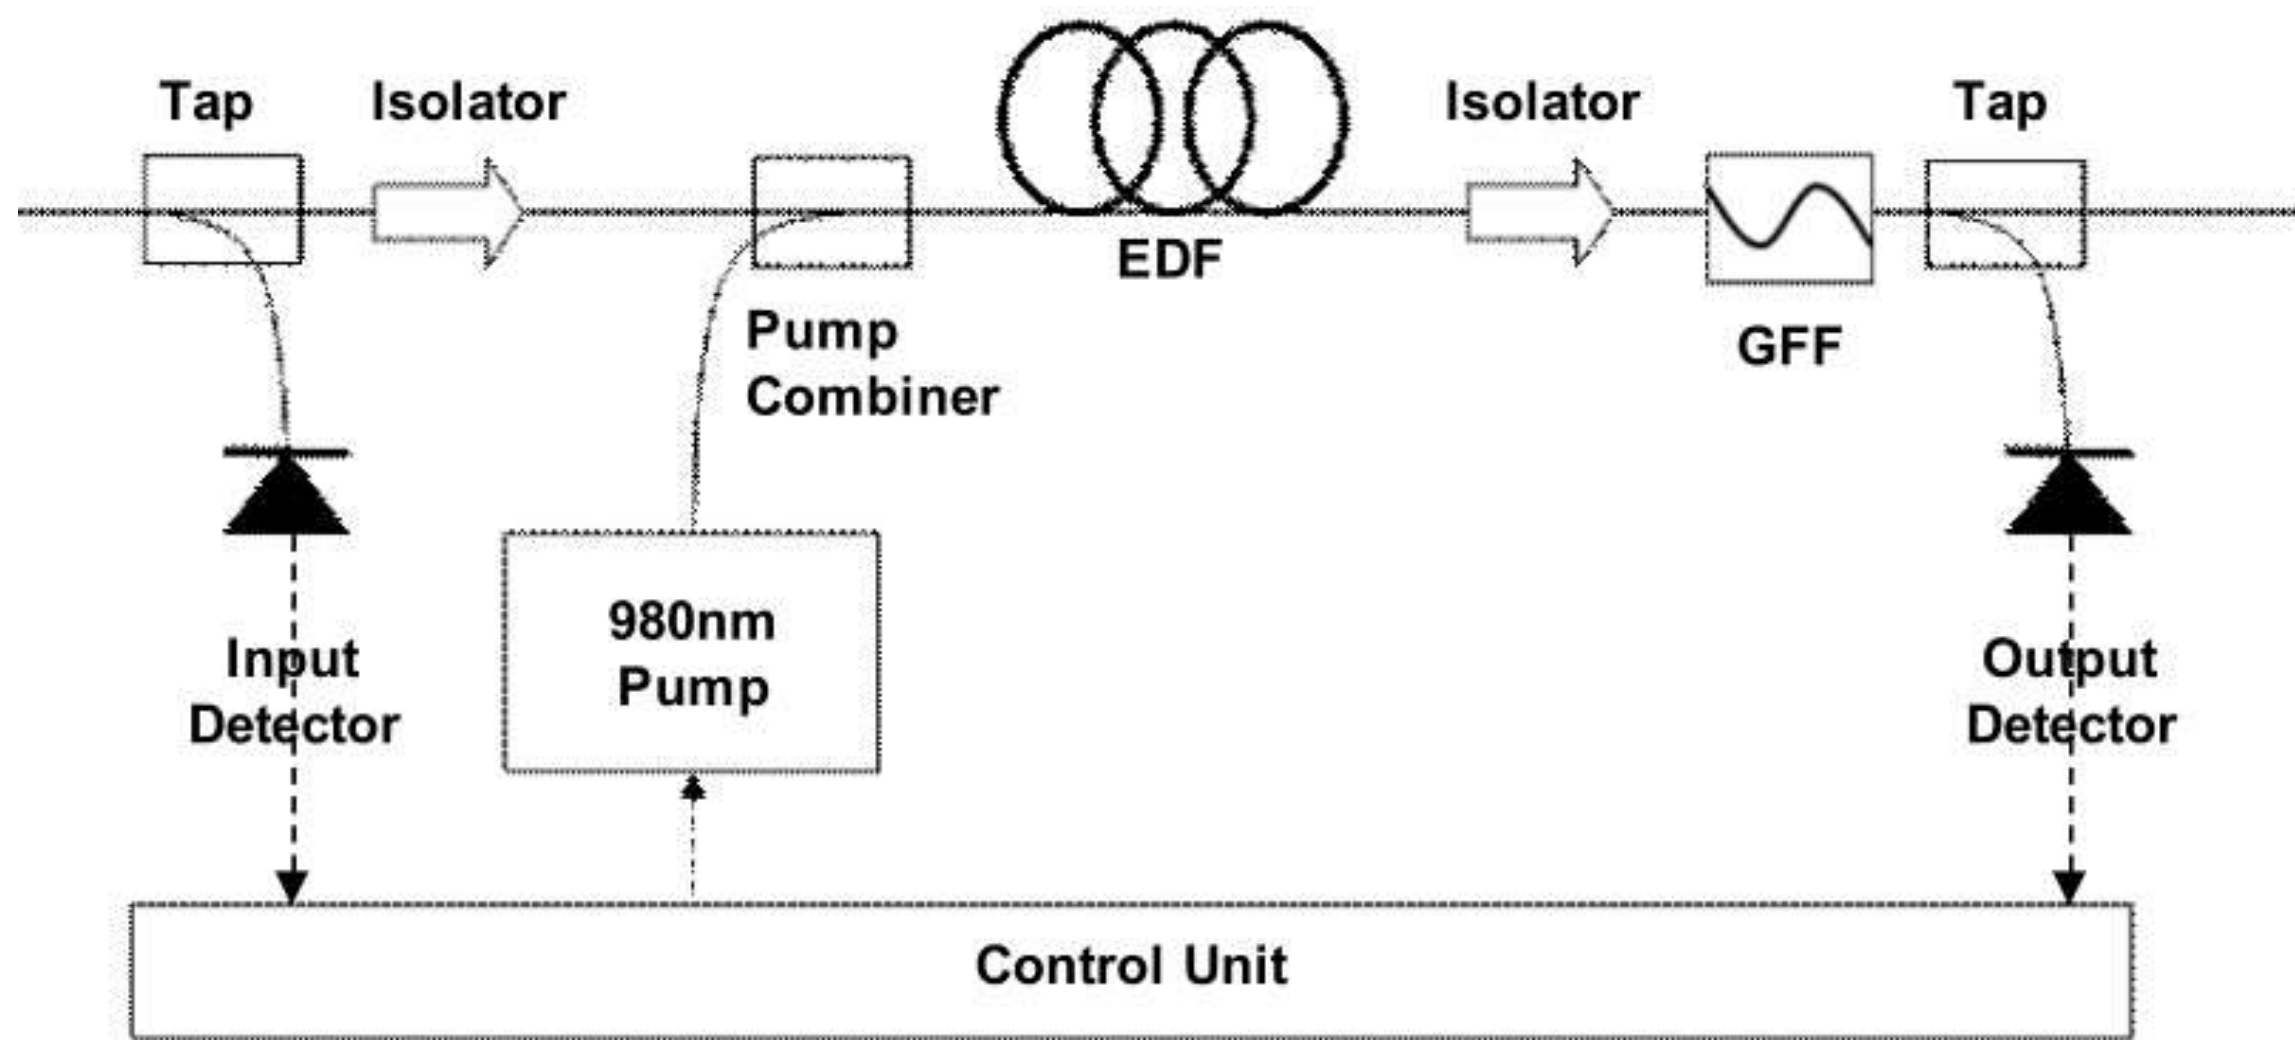 Tap
Isolator
Isolator
Tap
EDF
Pump
Combiner
GFF
980nm
Pump
Input
Detector
Output
Detector
Control Unit